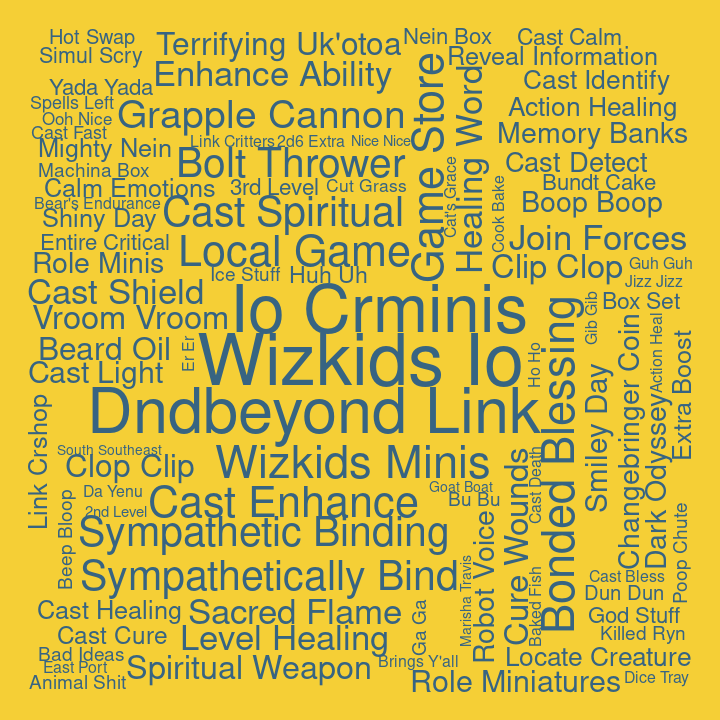 Hot Swap
Terrifying Uk'otoa
Nein Box
Cast Calm
Simul Scry
Reveal Information
Enhance Ability
Cast Identify
Yada Yada
Spells Left
Grapple Cannon
Action Healing
Ooh Nice
Cast Fast
Memory Banks
Mighty Nein
Link Critters
2d6 Extra
Nice Nice
Game Store
Healing Word
Bolt Thrower
Cast Detect
Machina Box
Calm Emotions
3rd Level
Cut Grass
Cat's Grace
Cook Bake
Bundt Cake
Bear's Endurance
Boop Boop
Shiny Day
Cast Spiritual
Entire Critical
Local Game
Join Forces
Role Minis
Ice Stuff
Huh Uh
Clip Clop
Guh Guh
Jizz Jizz
Cast Shield
Io Crminis
Gib Gib
Box Set
Vroom Vroom
Beard Oil
Er Er
Wizkids Io
Ho Ho
Bonded Blessing
Smiley Day
Changebringer Coin
Action Heal
Dark Odyssey
Extra Boost
Cast Light
Dndbeyond Link
Link Crshop
South Southeast
Clop Clip
Wizkids Minis
Cure Wounds
Cast Death
Da Yenu
2nd Level
Cast Enhance
Goat Boat
Bu Bu
Beep Bloop
Sympathetic Binding
Robot Voice
Poop Chute
Sympathetically Bind
Marisha Travis
Baked Fish
Cast Bless
Dun Dun
Cast Healing
Sacred Flame
Ga Ga
God Stuff
Cast Cure
Level Healing
Killed Ryn
Bad Ideas
East Port
Spiritual Weapon
Brings Y'all
Locate Creature
Animal Shit
Role Miniatures
Dice Tray